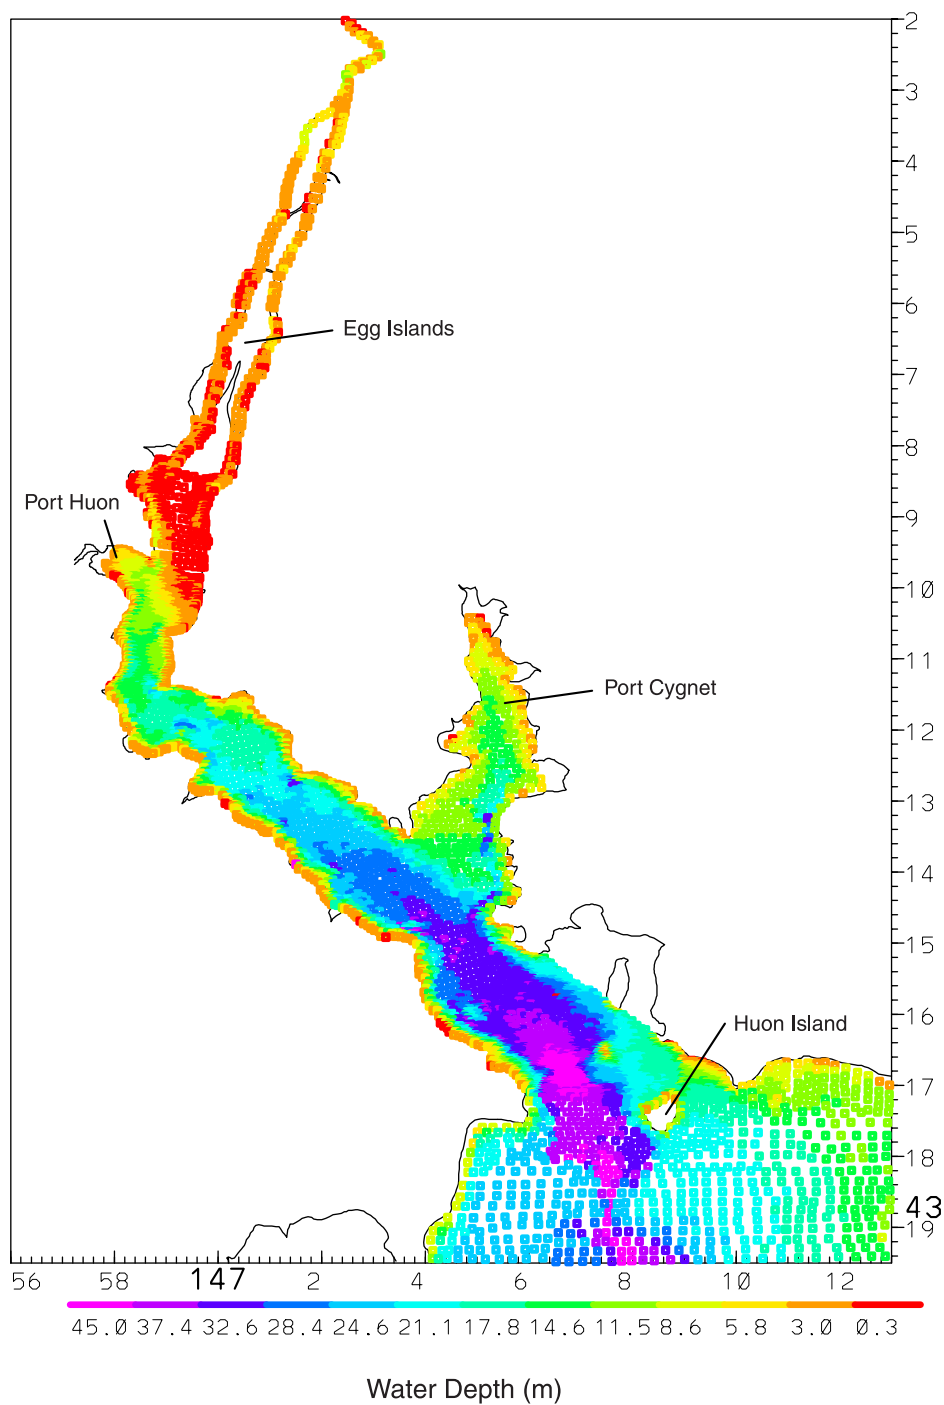 2
3
4
5
6
Egg Islands
7
8
Port Huon
9
10
11
Port Cygnet
12
13
14
15
16
Huon Island
17
18
43
19
56 58 147 2 4 6 8 10 12
45.0 37.4 32.6 28.4 24.6 21.1 17.8 14.6 11.5 8.6 5.8 3.0 0.3
Water Depth (m)